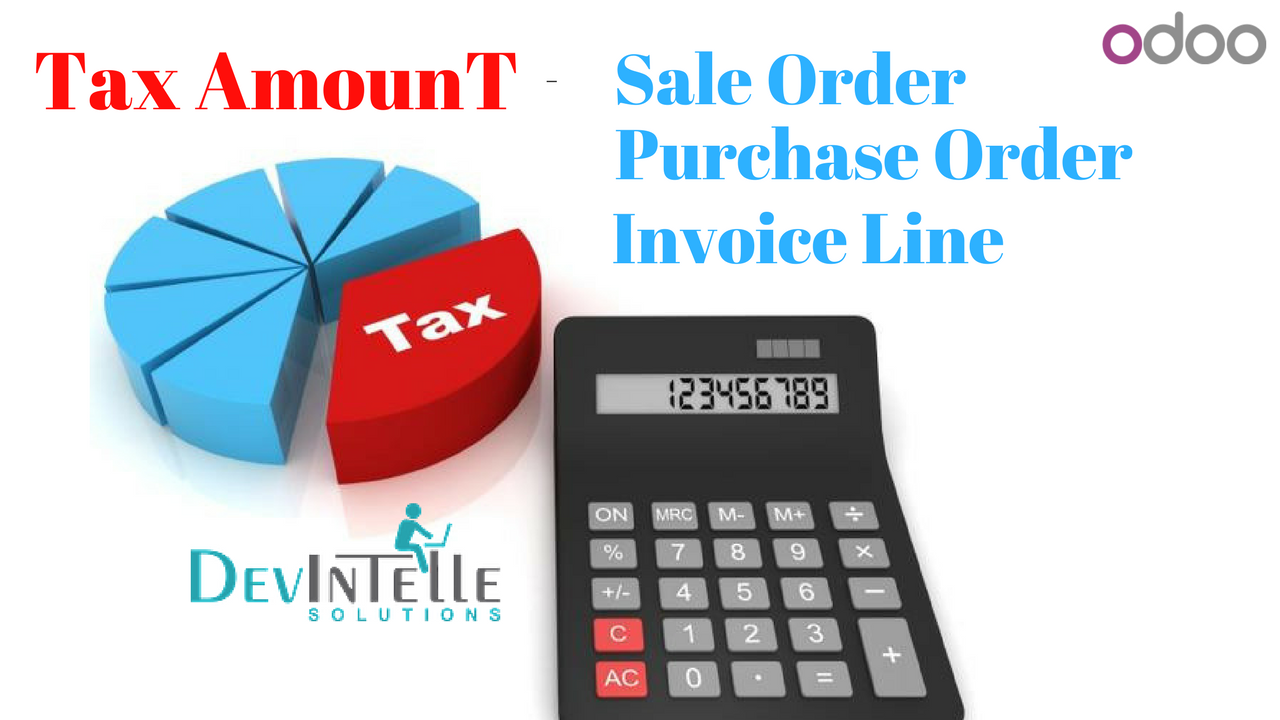 odoo
Tax AmounT - Sale Order
Purchase Order
Invoice Line
Tax
123456789
ON MRC M- M+ ÷
% 7 8 9 ×
+/- 4 5 6 −
C 1 2 3
AC 0 · = +
DEVINTELLE
SOLUTIONS